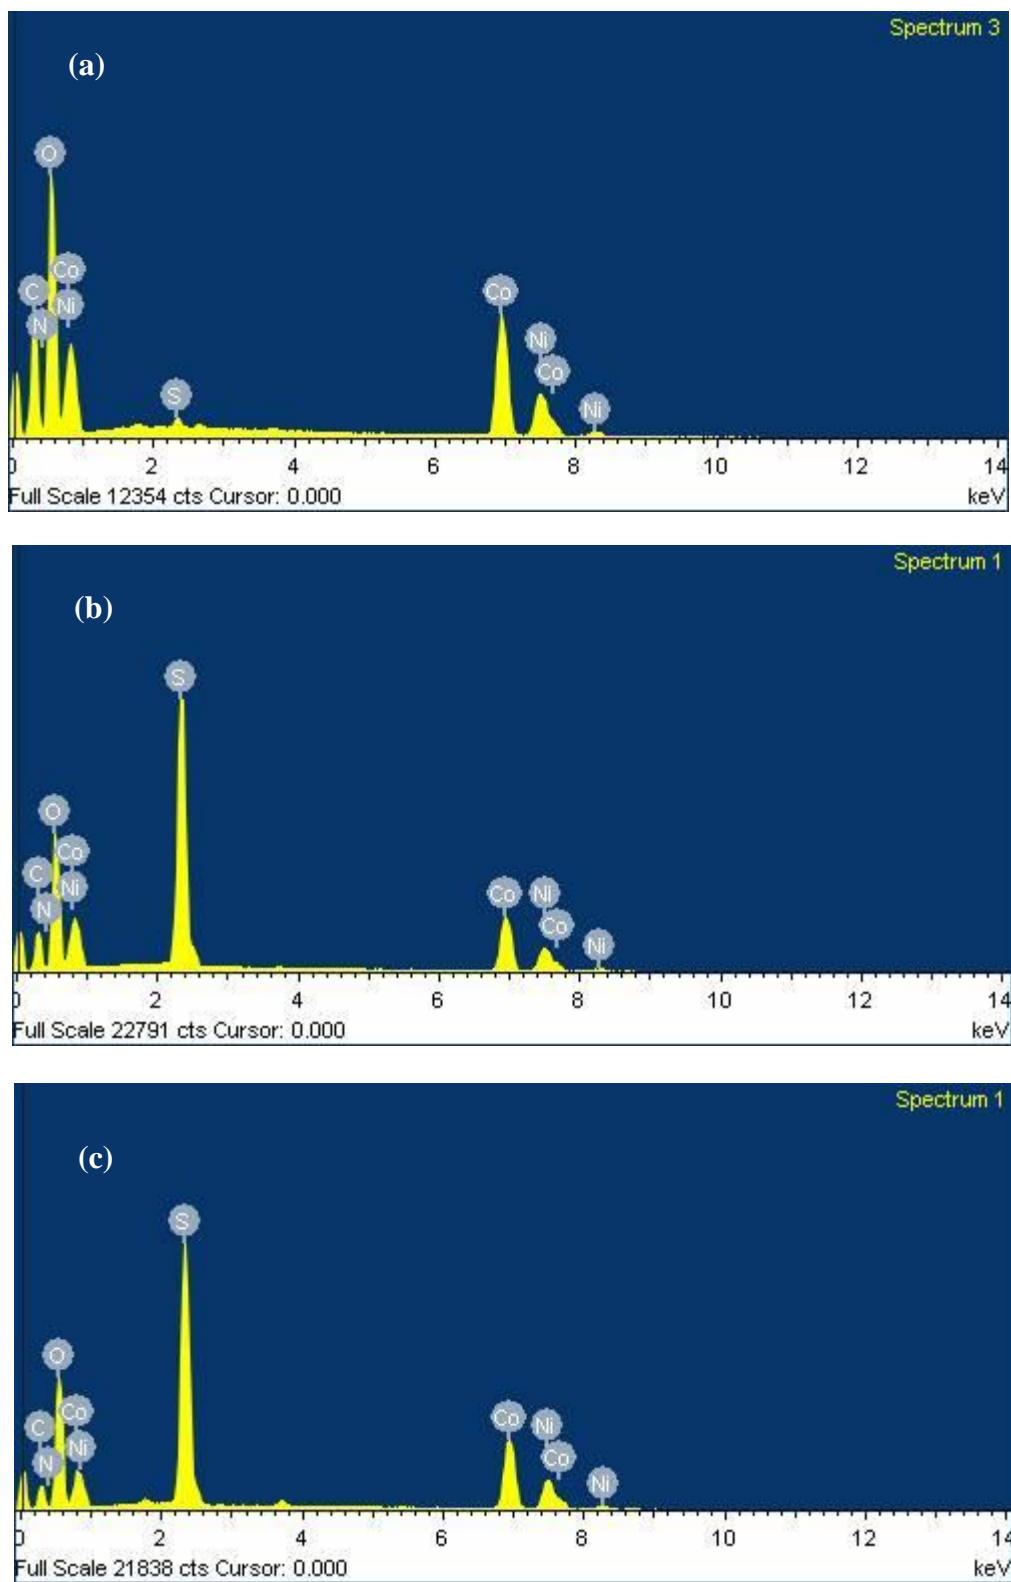 Spectrum 3
(a)
O
Co
C
Ni
N
S
Co
Ni
Co
Ni
0 2 4 6 8 10 12 14
Full Scale 12354 cts Cursor: 0.000 keV
Spectrum 1
(b)
S
O
Co
C
Ni
N
Co
Ni
Co
Ni
0 2 4 6 8 10 12 14
Full Scale 22791 cts Cursor: 0.000 keV
Spectrum 1
(c)
S
O
Co
C
Ni
N
Co
Ni
Co
Ni
0 2 4 6 8 10 12 14
Full Scale 21838 cts Cursor: 0.000 keV